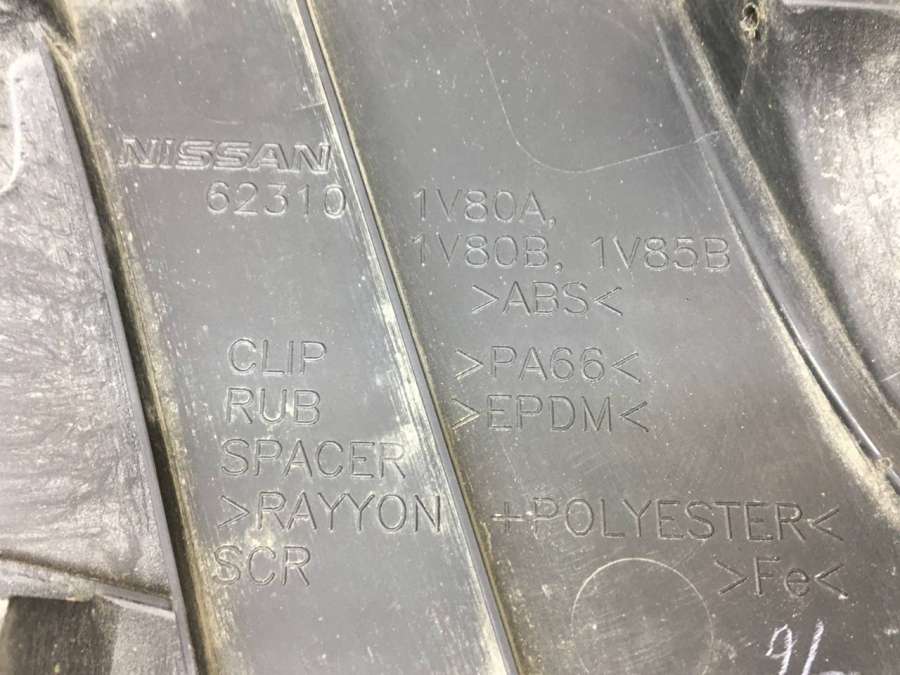 NISSAN
62310 1V80A,
1V80B, 1V85B
>ABS<
CLIP >PA66<
RUB >EPDM<
SPACER
>RAYYON +POLYESTER<
SCR >Fe<